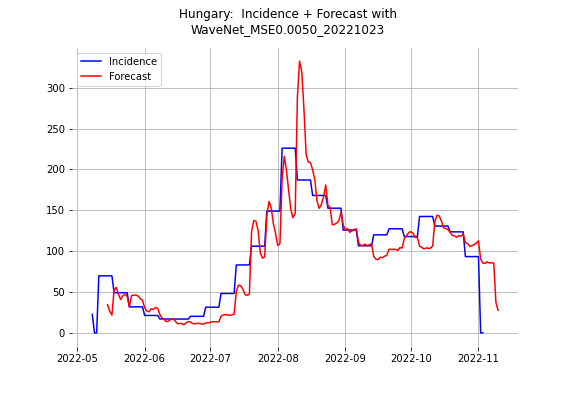 Hungary:  Incidence + Forecast with
WaveNet_MSE0.0050_20221023
Incidence
Forecast
300
250
200
150
100
50
0
2022-05 2022-06 2022-07 2022-08 2022-09 2022-10 2022-11